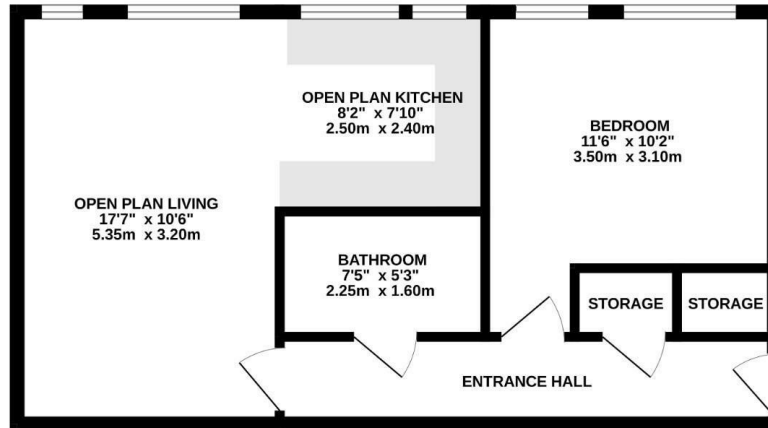 OPEN PLAN KITCHEN
8'2" x 7'10"
2.50m x 2.40m
BEDROOM
11'6" x 10'2"
3.50m x 3.10m
OPEN PLAN LIVING
17'7" x 10'6"
5.35m x 3.20m
BATHROOM
7'5" x 5'3"
2.25m x 1.60m
STORAGE
STORAGE
ENTRANCE HALL